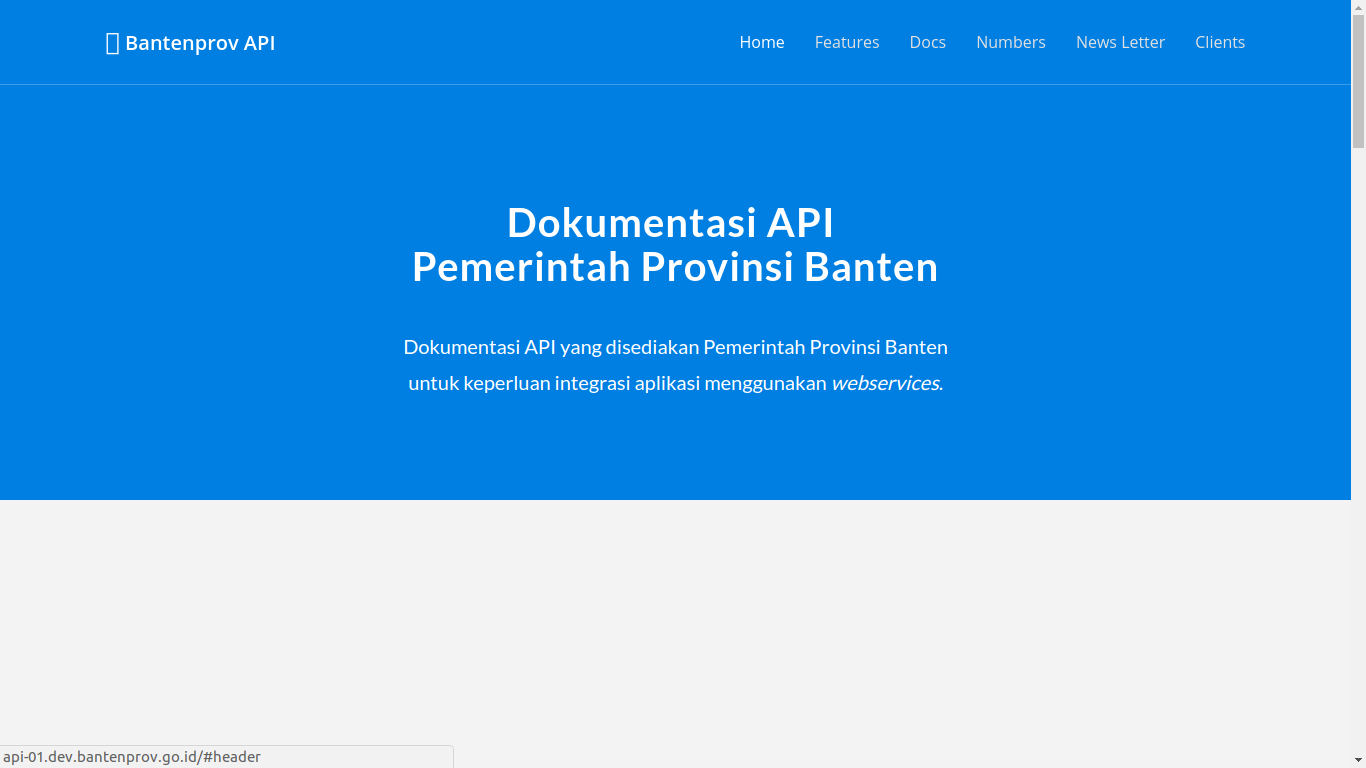 Bantenprov API
Home Features Docs Numbers News Letter Clients
Dokumentasi API
Pemerintah Provinsi Banten
Dokumentasi API yang disediakan Pemerintah Provinsi Banten
untuk keperluan integrasi aplikasi menggunakan webservices.
api-01.dev.bantenprov.go.id/#header